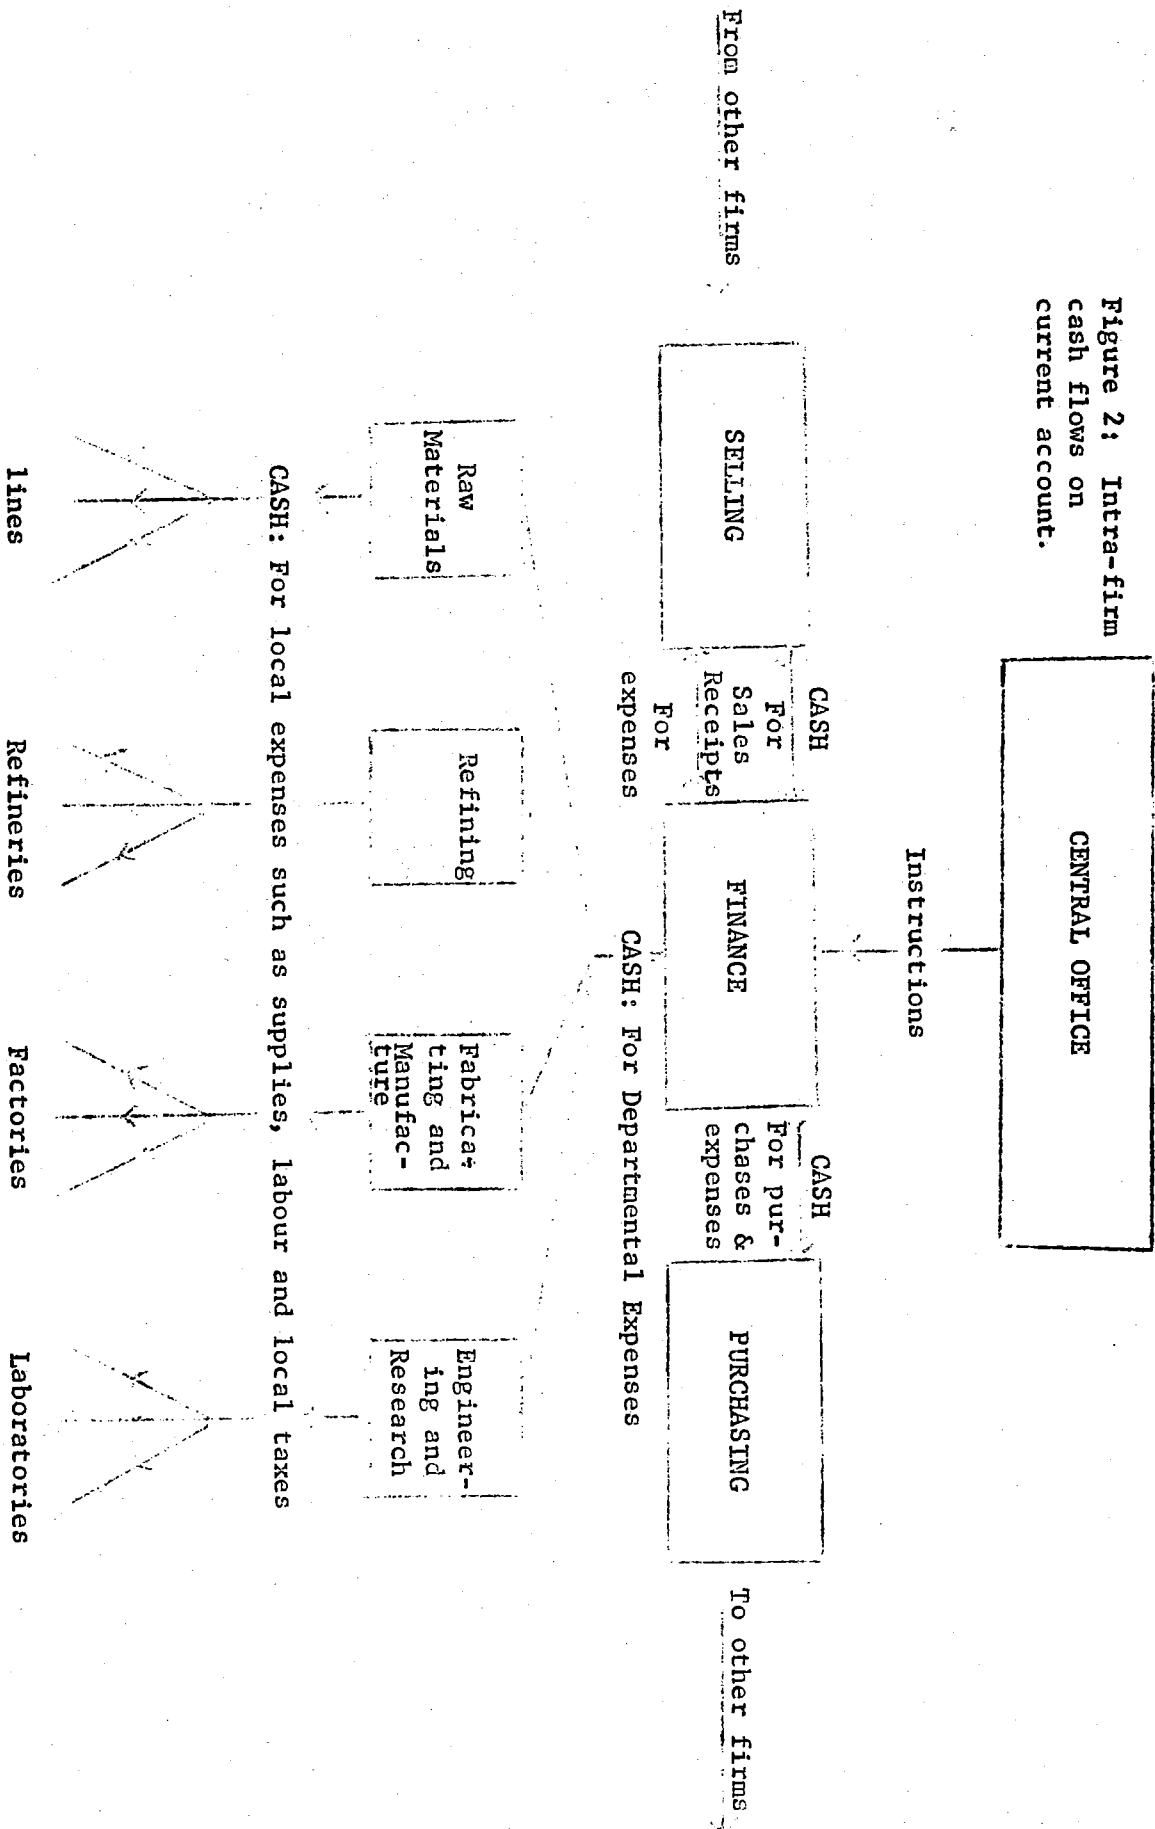 Figure 2: Intra-firm
cash flows on
current account.
CENTRAL OFFICE
Instructions
From other firms
SELLING
CASH
For
Sales
Receipts
For
expenses
FINANCE
CASH
For pur-
chases &
expenses
PURCHASING
To other firms
CASH: For Departmental Expenses
Raw
Materials
Refining
Fabrica-
ting and
Manufac-
ture
Engineer-
ing and
Research
CASH: For local expenses such as supplies, labour and local taxes
lines
Refineries
Factories
Laboratories